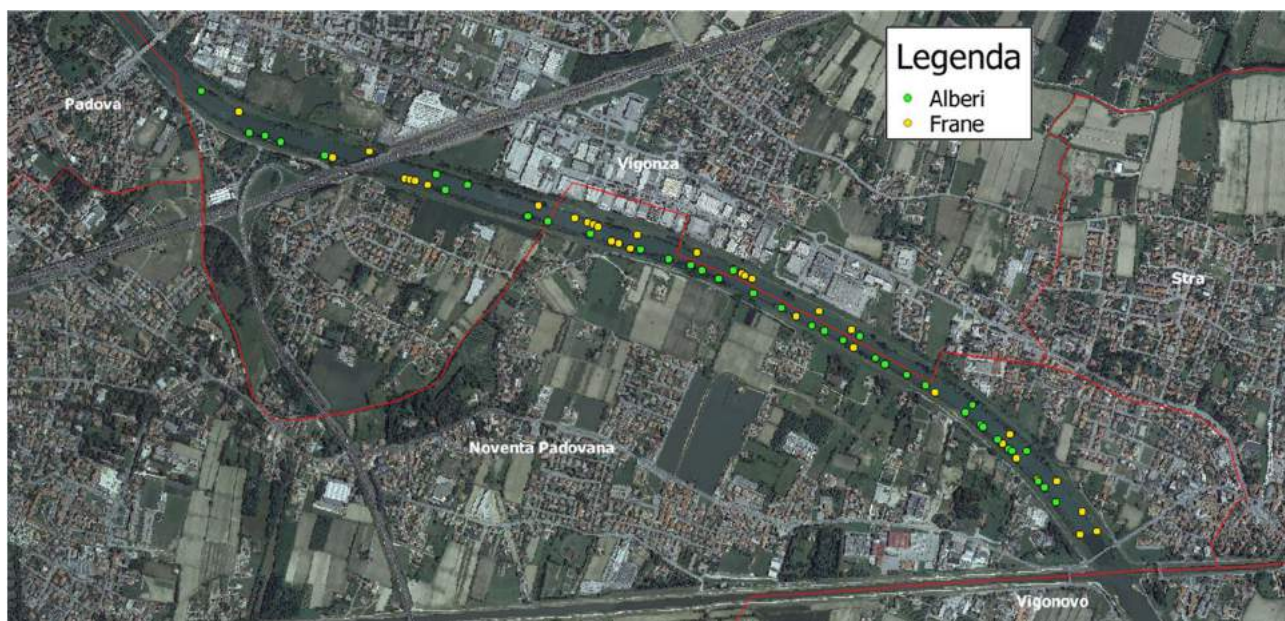 Legenda
Alberi
Frane
Padova
Vigonza
Stra
Noventa Padovana
Vigonovo